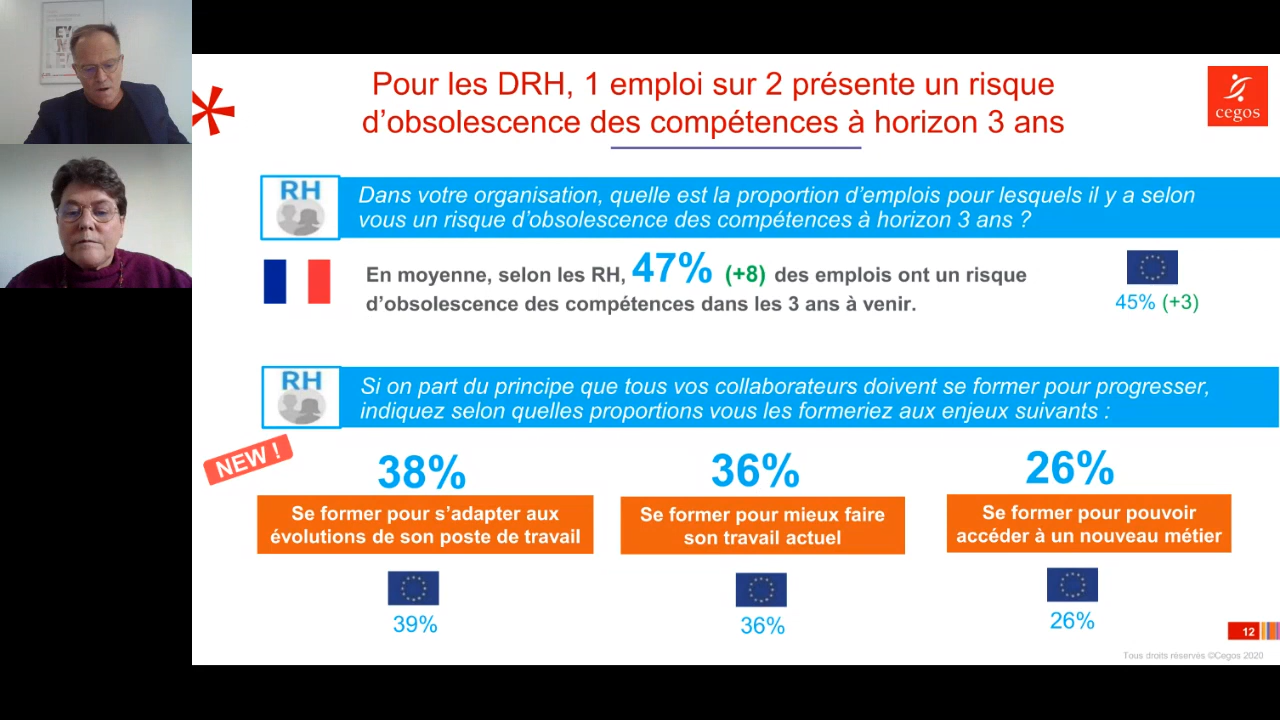 Pour les DRH, 1 emploi sur 2 présente un risque
d’obsolescence des compétences à horizon 3 ans
cegos
RH
Dans votre organisation, quelle est la proportion d’emplois pour lesquels il y a selon
vous un risque d’obsolescence des compétences à horizon 3 ans ?
En moyenne, selon les RH, 47% (+8) des emplois ont un risque
d’obsolescence des compétences dans les 3 ans à venir.
45% (+3)
RH
Si on part du principe que tous vos collaborateurs doivent se former pour progresser,
indiquez selon quelles proportions vous les formeriez aux enjeux suivants :
NEW !
38%
Se former pour s’adapter aux
évolutions de son poste de travail
39%
36%
Se former pour mieux faire
son travail actuel
36%
26%
Se former pour pouvoir
accéder à un nouveau métier
26%
12
Tous droits réservés ©Cegos 2020